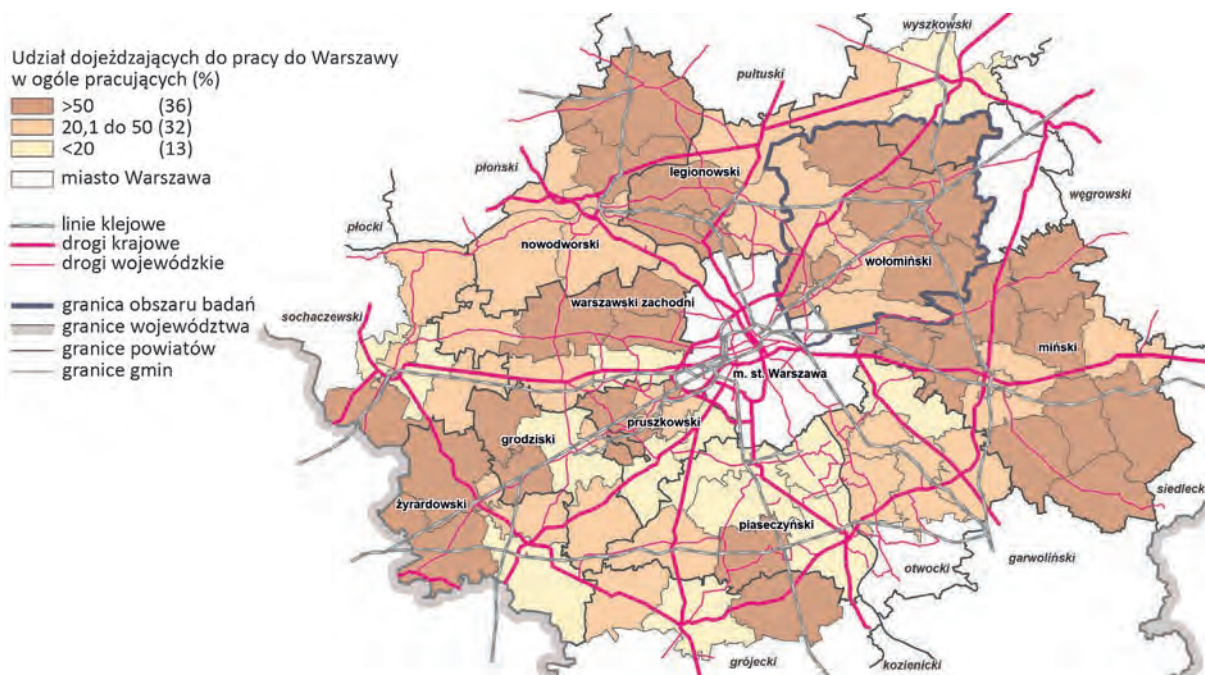 Udział dojeżdzających do pracy do Warszawy
w ogóle pracujących (%)
>50 (36)
20,1 do 50 (32)
<20 (13)
miasto Warszawa
linie klejowe
drogi krajowe
drogi wojewódzkie
granica obszaru badań
granice województwa
granice powiatów
granice gmin
wyszkowski
pułtuski
płoński
legionowski
węgrowski
płocki
nowodworski
wołomiński
warszawski zachodni
sochaczewski
miński
m. st. Warszawa
pruszkowski
grodziski
siedlecki
żyrardowski
piaseczyński
otwocki
garwoliński
grójecki
kozienicki